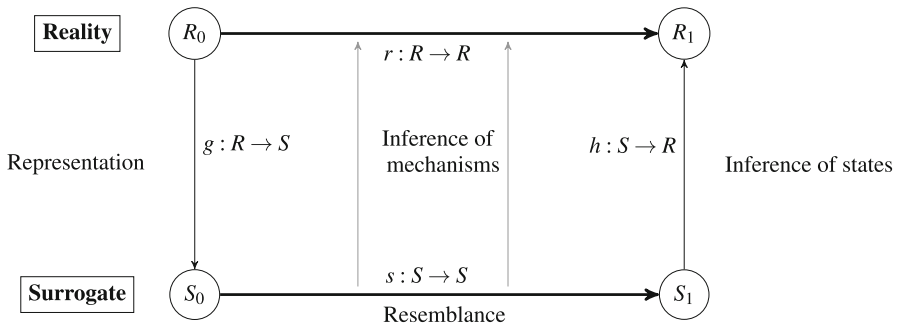 Reality
R₀
R₁
r : R → R
g : R → S
Inference of
mechanisms
h : S → R
Representation
Inference of states
s : S → S
Surrogate
S₀
S₁
Resemblance